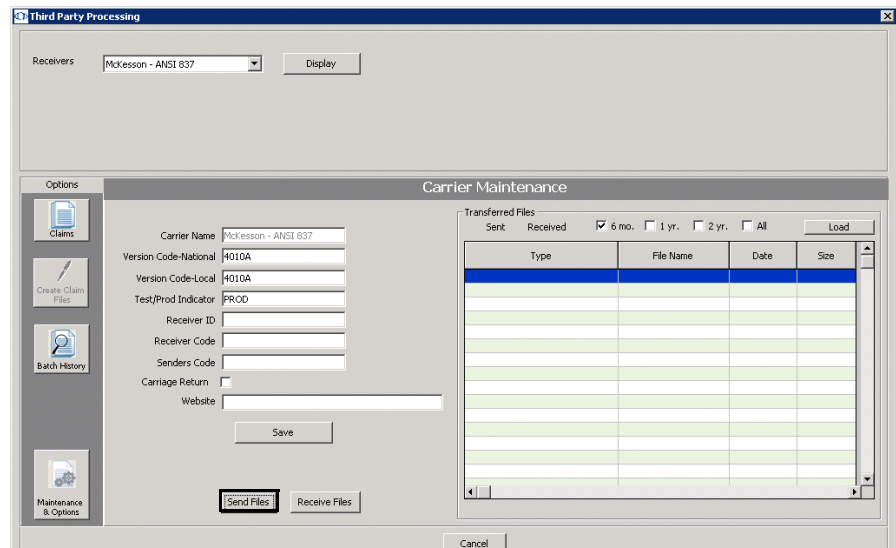 Third Party Processing
Receivers McKesson - ANSI 837 Display
Options
Carrier Maintenance
Claims
Create Claim
Files
Batch History
Maintenance
& Options
Carrier Name McKesson - ANSI 837
Version Code-National 4010A
Version Code-Local 4010A
Test/Prod Indicator PROD
Receiver ID
Receiver Code
Senders Code
Carriage Return
Website
Save
Send Files Receive Files
Transferred Files
Sent Received 6 mo. 1 yr. 2 yr. All Load
Type File Name Date Size
Cancel